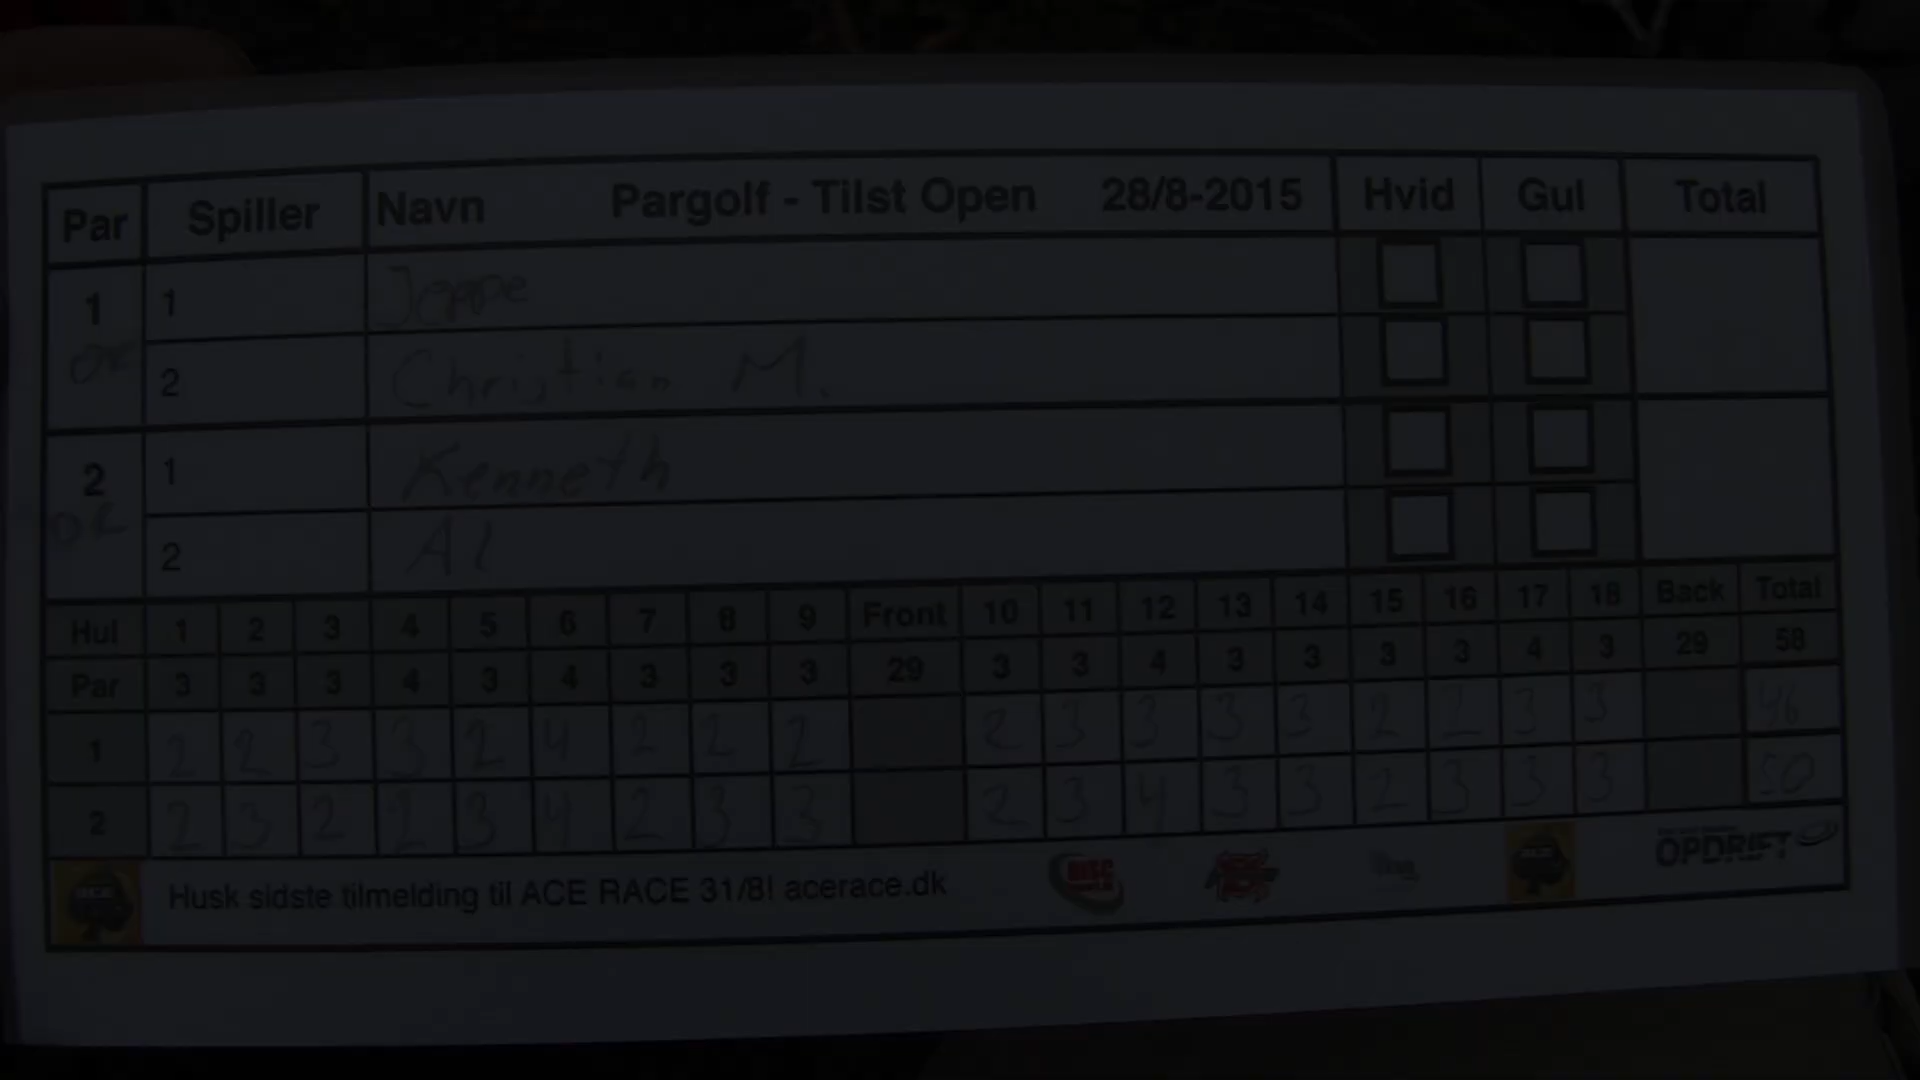 Par Spiller Navn Pargolf - Tilst Open 28/8-2015 Hvid Gul Total
1 1 Jeppe
OK 2 Christian M.
2 1 Kenneth
OK 2 Al
Hul 1 2 3 4 5 6 7 8 9 Front 10 11 12 13 14 15 16 17 18 Back Total
Par 3 3 3 4 3 4 3 3 3 29 3 3 4 3 3 3 3 4 3 29 58
1 2 2 3 3 2 4 2 2 2 2 3 3 3 3 2 2 3 3 46
2 2 3 2 2 3 4 2 3 3 2 3 4 3 3 2 3 3 3 50
Husk sidste tilmelding til ACE RACE 31/8! acerace.dk DISC OPDRIFT